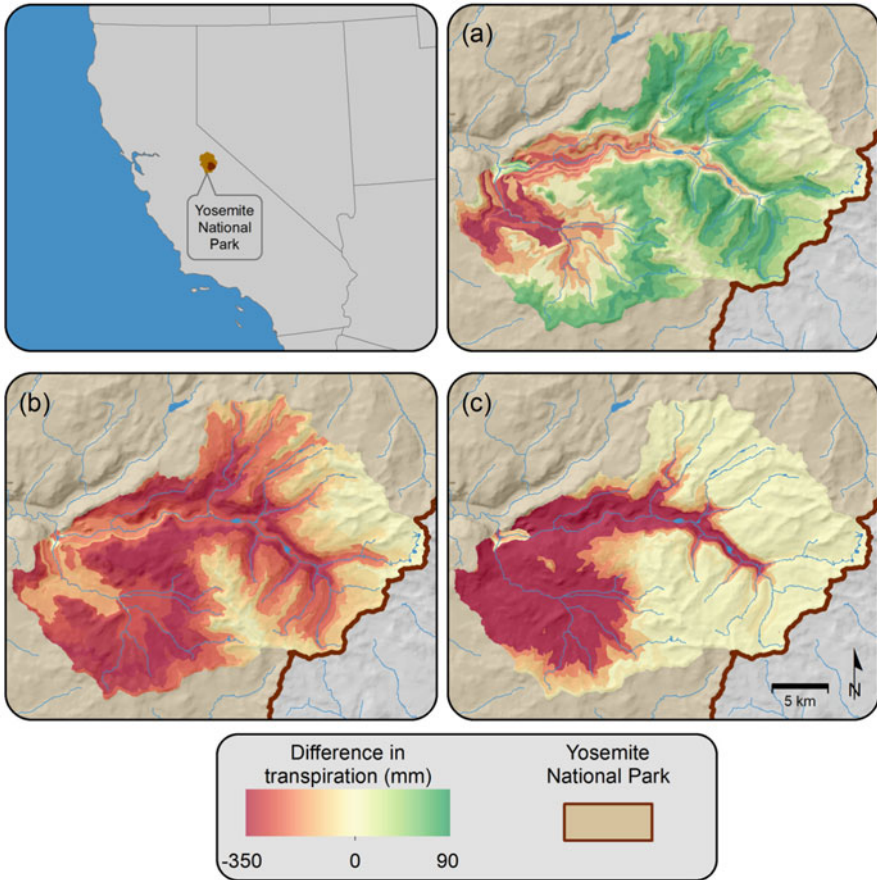 (a)
Yosemite
National
Park
(b)
(c)
N
5 km
Difference in
transpiration (mm)
Yosemite
National Park
-350
0
90